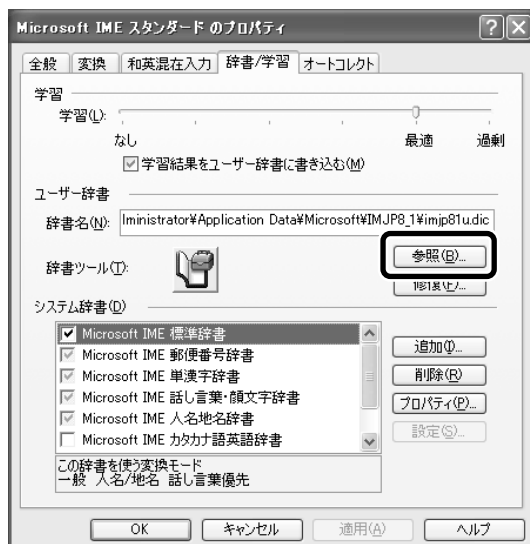 Microsoft IME スタンダード のプロパティ
全般 変換 和英混在入力 辞書/学習 オートコレクト
学習
学習(L):
なし 最適 過剰
学習結果をユーザー辞書に書き込む(M)
ユーザー辞書
辞書名(N): lministrator¥Application Data¥Microsoft¥IMJP8_1¥imjp81u.dic
参照(B)...
辞書ツール(T):
修復(E)...
システム辞書(D)
Microsoft IME 標準辞書
Microsoft IME 郵便番号辞書
Microsoft IME 単漢字辞書
Microsoft IME 話し言葉・顔文字辞書
Microsoft IME 人名地名辞書
Microsoft IME カタカナ語英語辞書
追加(I)...
削除(R)
プロパティ(P)...
設定(S)...
この辞書を使う変換モード
一般 人名/地名 話し言葉優先
OK キャンセル 適用(A) ヘルプ